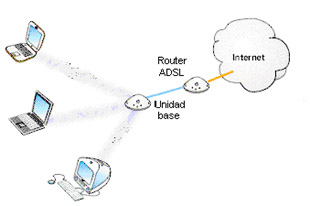 Router
ADSL
Internet
Unidad
base